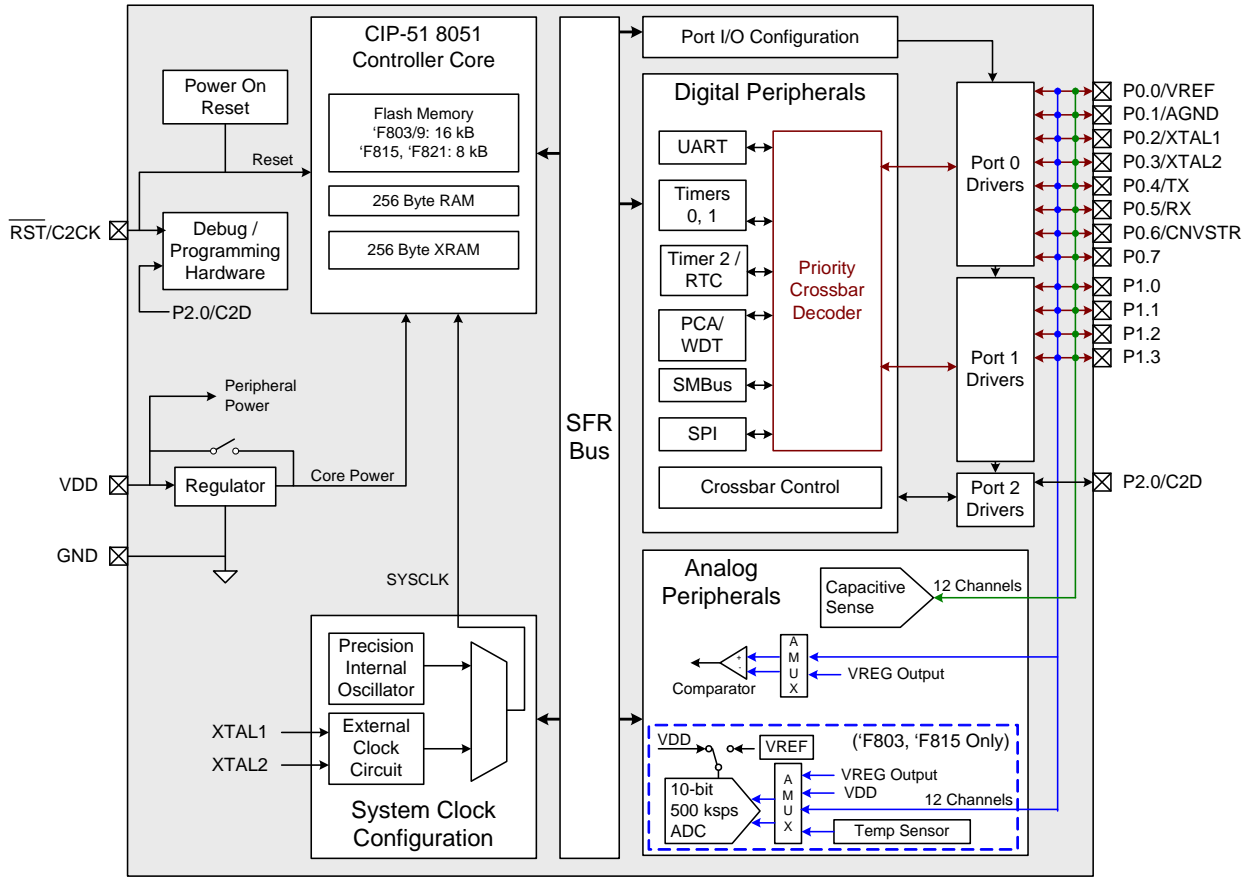 CIP-51 8051
Controller Core
Flash Memory
‘F803/9: 16 kB
‘F815, ‘F821: 8 kB
256 Byte RAM
256 Byte XRAM
Power On
Reset
Reset
RST/C2CK
Debug /
Programming
Hardware
P2.0/C2D
Peripheral
Power
VDD
Regulator
Core Power
GND
SYSCLK
Precision
Internal
Oscillator
XTAL1
XTAL2
External
Clock
Circuit
System Clock
Configuration
SFR
Bus
Port I/O Configuration
Digital Peripherals
UART
Timers
0, 1
Timer 2 /
RTC
PCA/
WDT
SMBus
SPI
Priority
Crossbar
Decoder
Crossbar Control
Port 0
Drivers
Port 1
Drivers
Port 2
Drivers
P0.0/VREF
P0.1/AGND
P0.2/XTAL1
P0.3/XTAL2
P0.4/TX
P0.5/RX
P0.6/CNVSTR
P0.7
P1.0
P1.1
P1.2
P1.3
P2.0/C2D
Analog
Peripherals
Capacitive
Sense
12 Channels
+
-
Comparator
AMUX
VREG Output
(‘F803, ‘F815 Only)
VDD
VREF
10-bit
500 ksps
ADC
AMUX
VREG Output
VDD
12 Channels
Temp Sensor